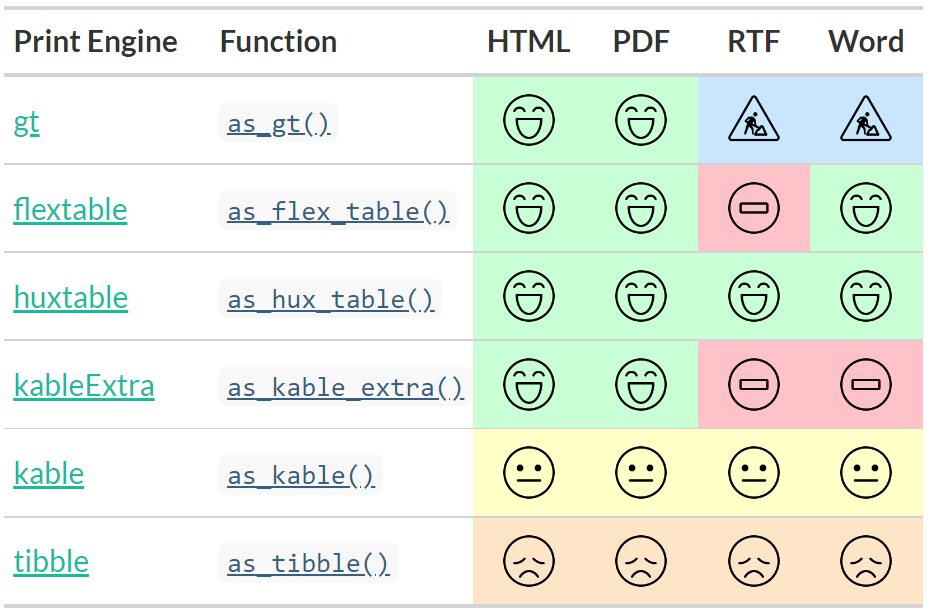 Print Engine Function HTML PDF RTF Word
gt as_gt()
flextable as_flex_table()
huxtable as_hux_table()
kableExtra as_kable_extra()
kable as_kable()
tibble as_tibble()